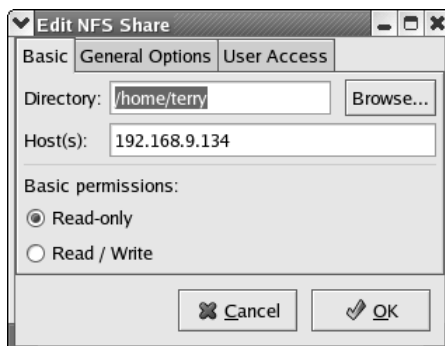 Edit NFS Share
Basic General Options User Access
Directory: /home/terry Browse...
Host(s): 192.168.9.134
Basic permissions:
Read-only
Read / Write
Cancel OK